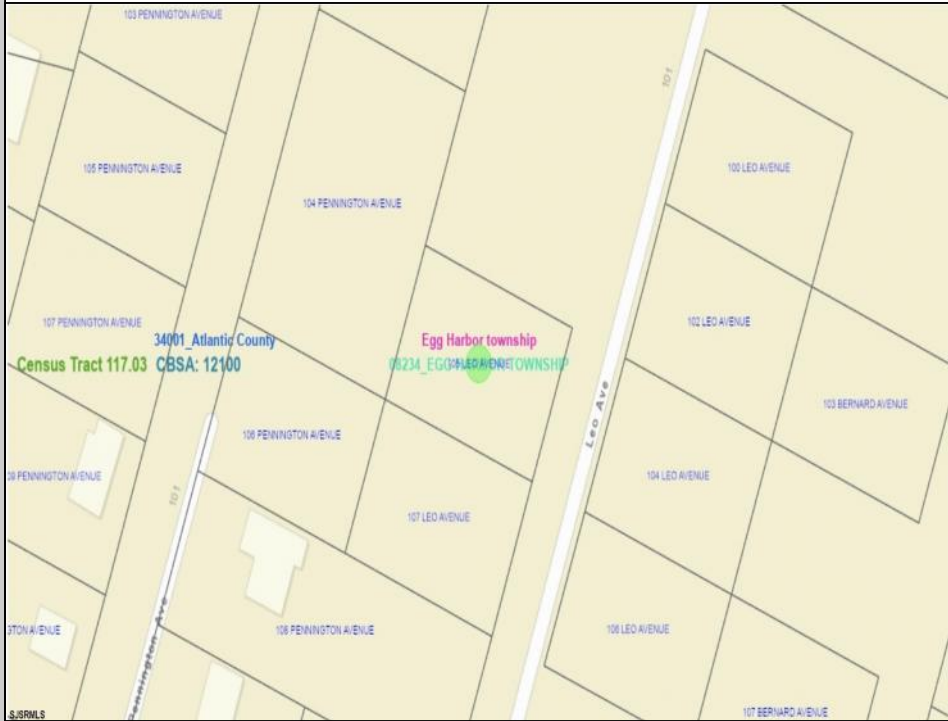 103 PENNINGTON AVENUE
101
105 PENNINGTON AVENUE
100 LEO AVENUE
104 PENNINGTON AVENUE
107 PENNINGTON AVENUE
102 LEO AVENUE
34001_Atlantic County
Egg Harbor township
Census Tract 117.03 CBSA: 12100
08234_EGG HARBOR TOWNSHIP
Leo Ave
103 BERNARD AVENUE
106 PENNINGTON AVENUE
PENNINGTON AVENUE
104 LEO AVENUE
101
107 LEO AVENUE
108 PENNINGTON AVENUE
106 LEO AVENUE
AVENUE
Pennington Ave
107 BERNARD AVENUE
SJSRMLS